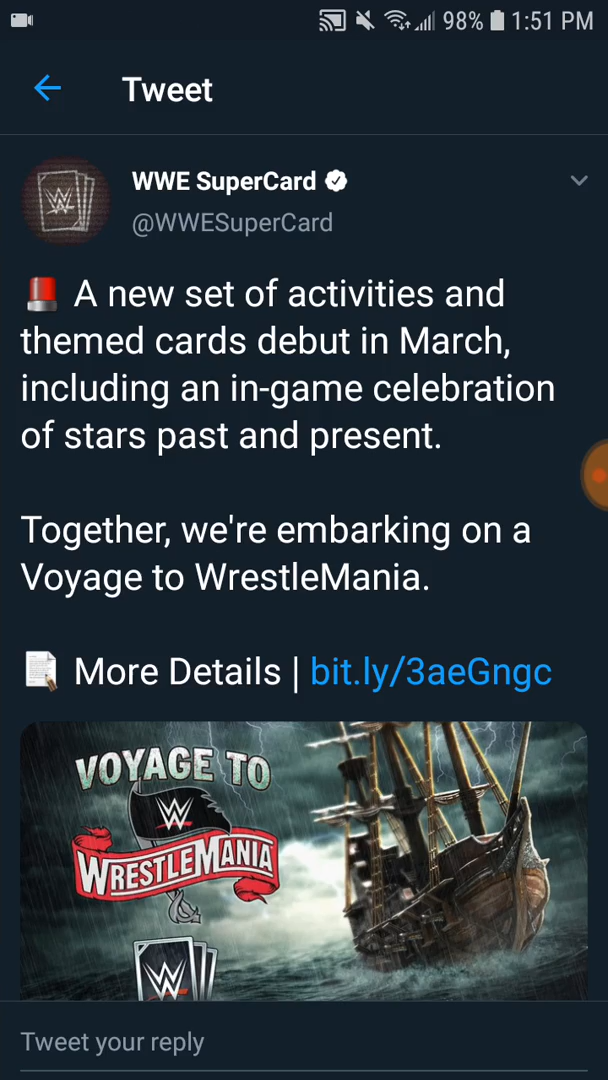 98% 1:51 PM
Tweet
WWE SuperCard
@WWESuperCard
A new set of activities and
themed cards debut in March,
including an in-game celebration
of stars past and present.
Together, we're embarking on a
Voyage to WrestleMania.
More Details | bit.ly/3aeGngc
VOYAGE TO
W
WRESTLEMANIA
W
Tweet your reply